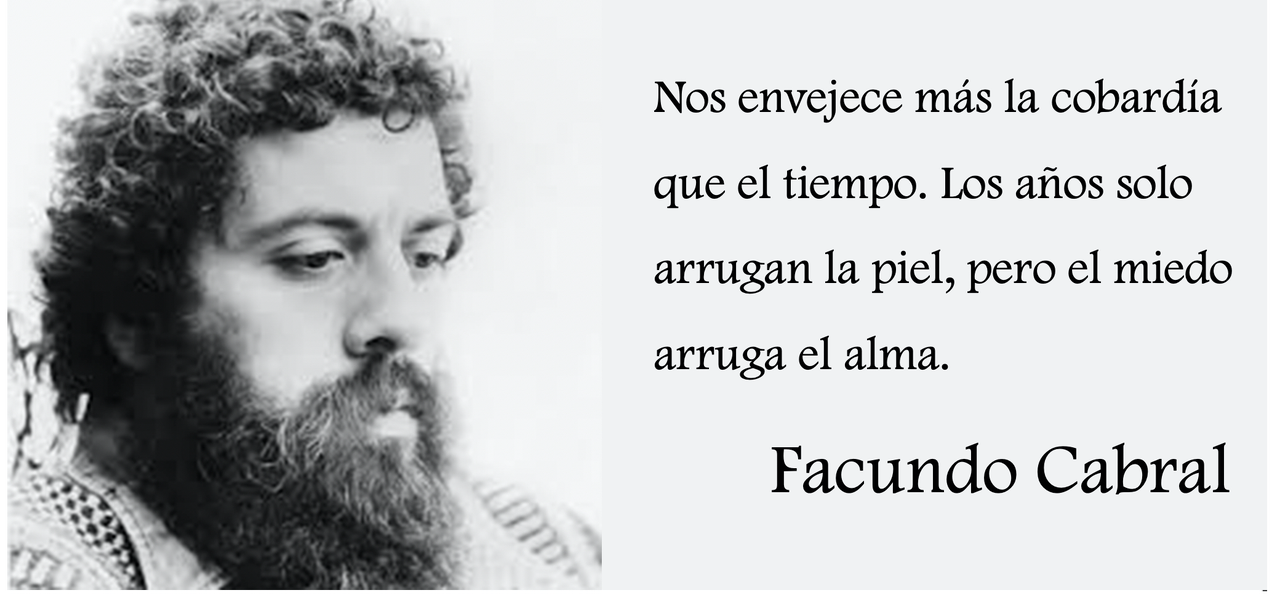 Nos envejece más la cobardía
que el tiempo. Los años solo
arrugan la piel, pero el miedo
arruga el alma.
Facundo Cabral